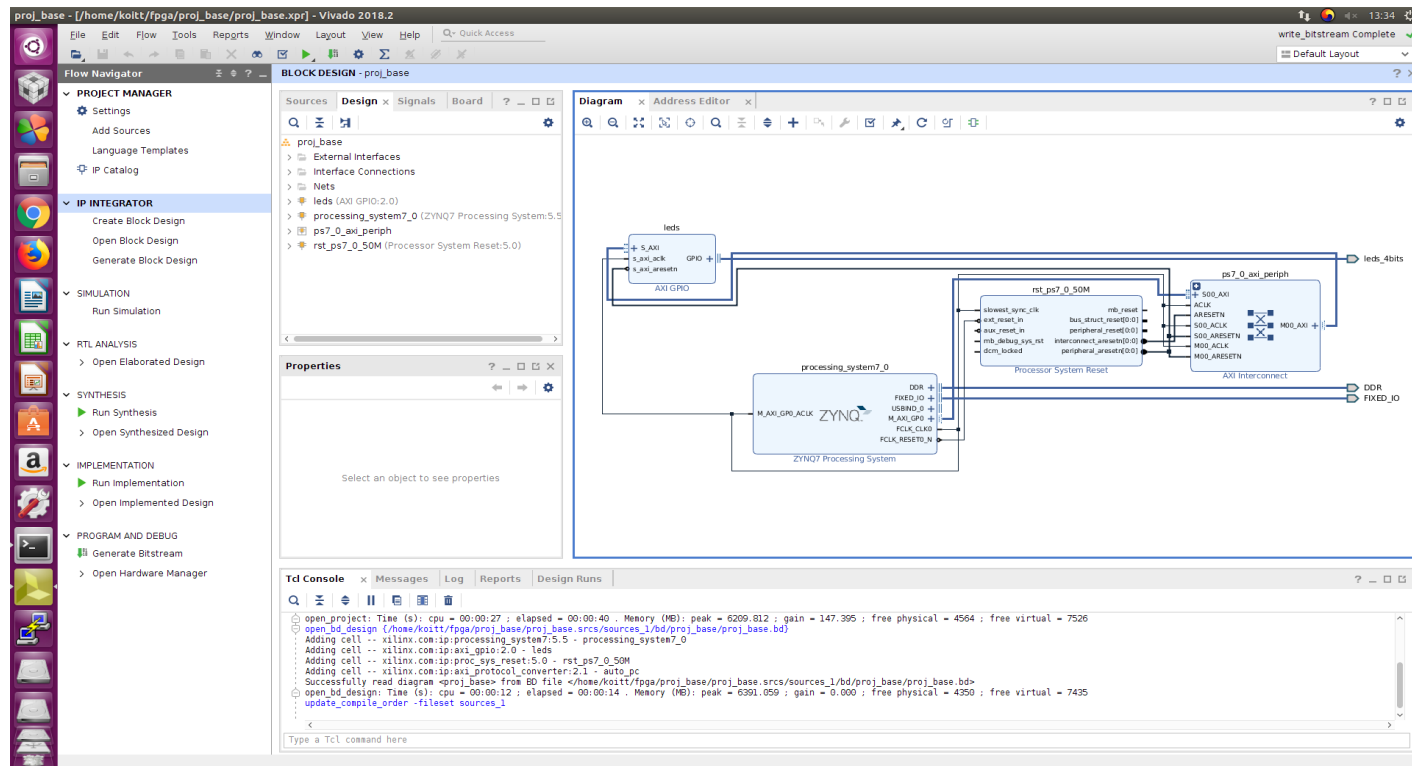 proj_base - [/home/koitt/fpga/proj_base/proj_base.xpr] - Vivado 2018.2
13:34
File Edit Flow Tools Reports Window Layout View Help Quick Access
write_bitstream Complete
Default Layout
Flow Navigator
PROJECT MANAGER
Settings
Add Sources
Language Templates
IP Catalog
IP INTEGRATOR
Create Block Design
Open Block Design
Generate Block Design
SIMULATION
Run Simulation
RTL ANALYSIS
Open Elaborated Design
SYNTHESIS
Run Synthesis
Open Synthesized Design
IMPLEMENTATION
Run Implementation
Open Implemented Design
PROGRAM AND DEBUG
Generate Bitstream
Open Hardware Manager
BLOCK DESIGN - proj_base
Sources Design Signals Board
proj_base
External Interfaces
Interface Connections
Nets
leds (AXI GPIO:2.0)
processing_system7_0 (ZYNQ7 Processing System:5.5
ps7_0_axi_periph
rst_ps7_0_50M (Processor System Reset:5.0)
Properties
Select an object to see properties
Diagram Address Editor
leds
S_AXI
s_axi_aclk GPIO
s_axi_aresetn
AXI GPIO
leds_4bits
rst_ps7_0_50M
slowest_sync_clk mb_reset
ext_reset_in bus_struct_reset[0:0]
aux_reset_in peripheral_reset[0:0]
mb_debug_sys_rst interconnect_aresetn[0:0]
dcm_locked peripheral_aresetn[0:0]
Processor System Reset
ps7_0_axi_periph
S00_AXI
ACLK
ARESETN
S00_ACLK M00_AXI
S00_ARESETN
M00_ACLK
M00_ARESETN
AXI Interconnect
processing_system7_0
DDR
FIXED_IO
USBIND_0
M_AXI_GP0_ACLK ZYNQ M_AXI_GP0
FCLK_CLK0
FCLK_RESET0_N
ZYNQ7 Processing System
DDR
FIXED_IO
Tcl Console Messages Log Reports Design Runs
open_project: Time (s): cpu = 00:00:27 ; elapsed = 00:00:40 . Memory (MB): peak = 6209.812 ; gain = 147.395 ; free physical = 4564 ; free virtual = 7526
open_bd_design {/home/koitt/fpga/proj_base/proj_base.srcs/sources_1/bd/proj_base/proj_base.bd}
Adding cell -- xilinx.com:ip:processing_system7:5.5 - processing_system7_0
Adding cell -- xilinx.com:ip:axi_gpio:2.0 - leds
Adding cell -- xilinx.com:ip:proc_sys_reset:5.0 - rst_ps7_0_50M
Adding cell -- xilinx.com:ip:axi_protocol_converter:2.1 - auto_pc
Successfully read diagram <proj_base> from BD file </home/koitt/fpga/proj_base/proj_base.srcs/sources_1/bd/proj_base/proj_base.bd>
open_bd_design: Time (s): cpu = 00:00:12 ; elapsed = 00:00:14 . Memory (MB): peak = 6391.059 ; gain = 0.000 ; free physical = 4350 ; free virtual = 7435
update_compile_order -fileset sources_1
Type a Tcl command here